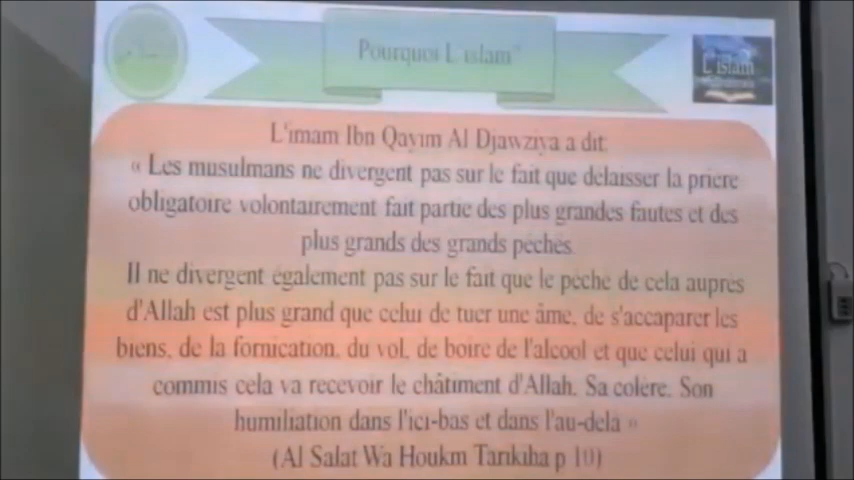 Pourquoi L'islam
L'islam
L'imam Ibn Qayim Al Djawziya a dit:
« Les musulmans ne divergent pas sur le fait que délaisser la prière
obligatoire volontairement fait partie des plus grandes fautes et des
plus grands des grands péchés.
Il ne divergent également pas sur le fait que le péché de cela auprès
d'Allah est plus grand que celui de tuer une âme, de s'accaparer les
biens, de la fornication, du vol, de boire de l'alcool et que celui qui a
commis cela va recevoir le châtiment d'Allah, Sa colère, Son
humiliation dans l'ici-bas et dans l'au-delà »
(Al Salat Wa Houkm Tarikiha p 10)